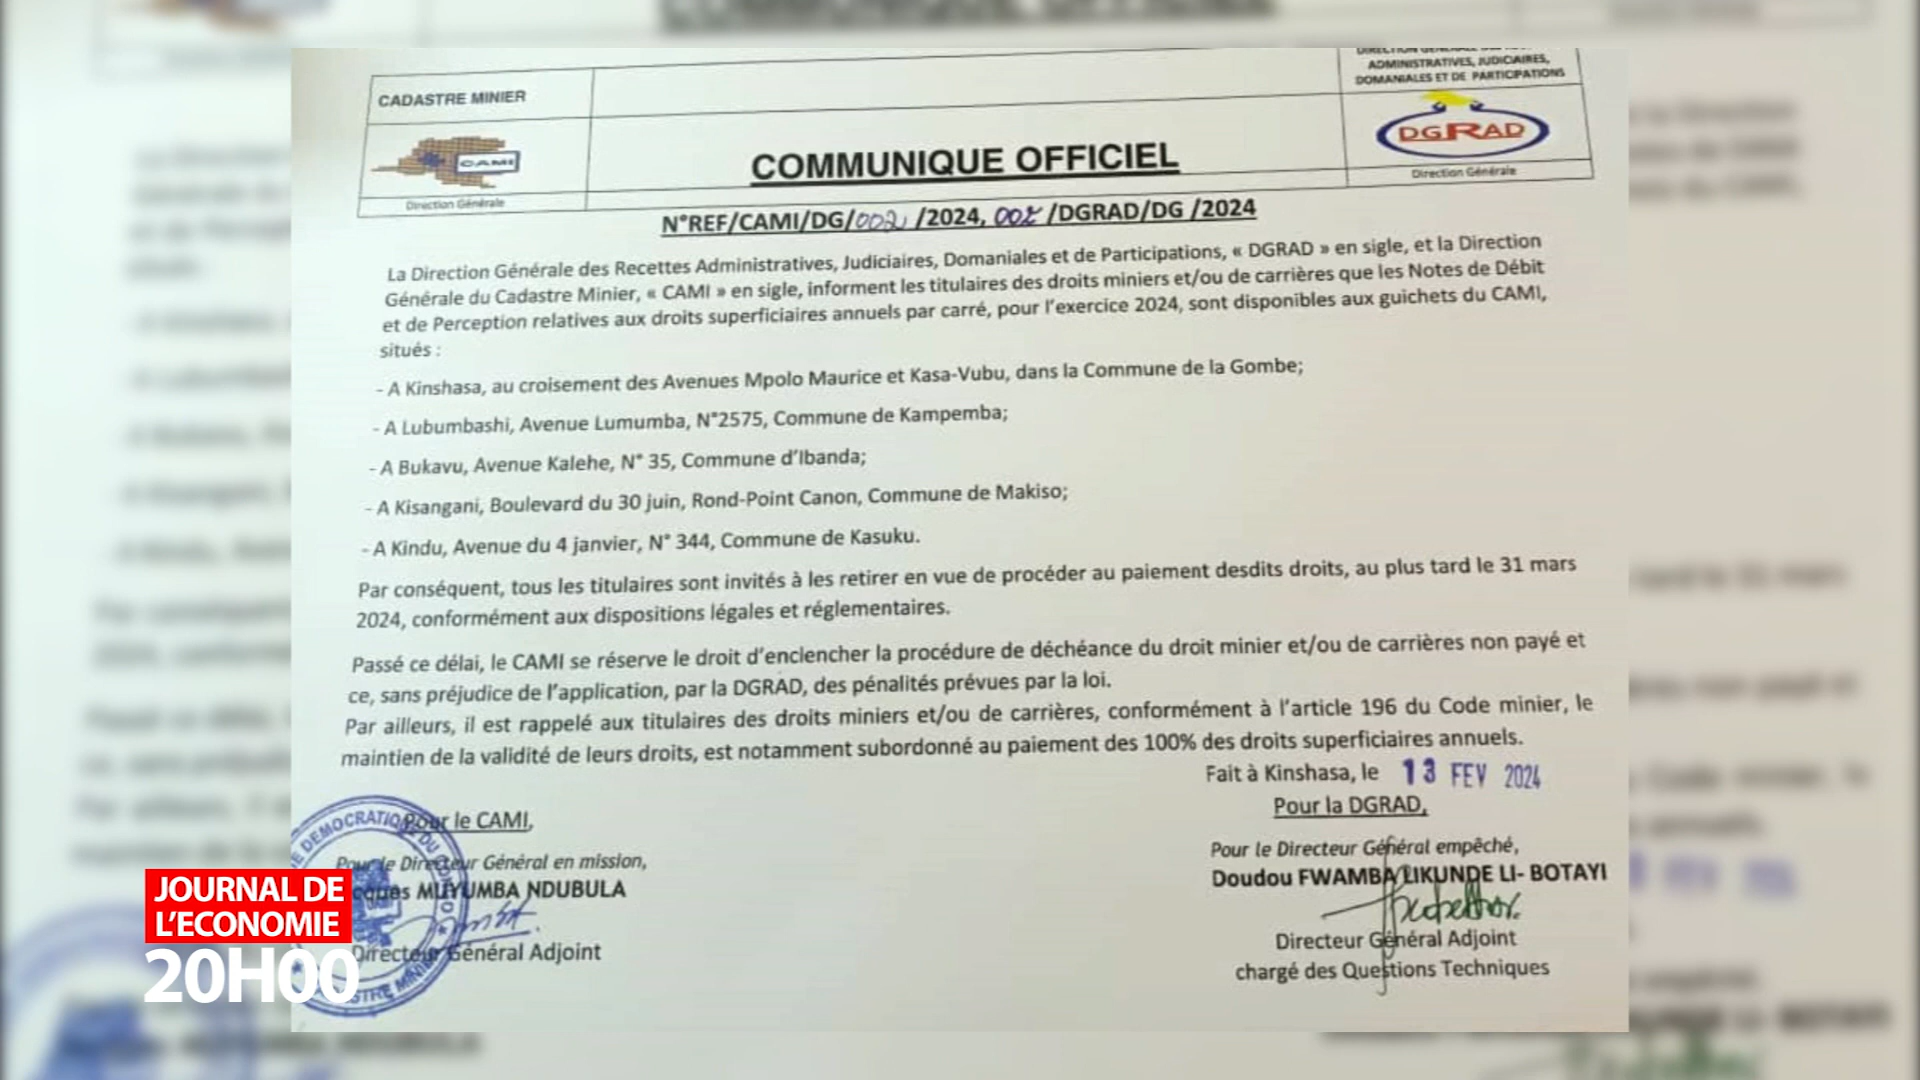 CADASTRE MINIER
ADMINISTRATIVES, JUDICIAIRES,
DOMANIALES ET DE PARTICIPATIONS
CAMI
DGRAD
COMMUNIQUE OFFICIEL
Direction Générale
Direction Générale
N°REF/CAMI/DG/002/2024, 002/DGRAD/DG /2024
La Direction Générale des Recettes Administratives, Judiciaires, Domaniales et de Participations, « DGRAD » en sigle, et la Direction
Générale du Cadastre Minier, « CAMI » en sigle, informent les titulaires des droits miniers et/ou de carrières que les Notes de Débit
et de Perception relatives aux droits superficiaires annuels par carré, pour l'exercice 2024, sont disponibles aux guichets du CAMI,
situés :
- A Kinshasa, au croisement des Avenues Mpolo Maurice et Kasa-Vubu, dans la Commune de la Gombe;
- A Lubumbashi, Avenue Lumumba, N°2575, Commune de Kampemba;
- A Bukavu, Avenue Kalehe, N° 35, Commune d'Ibanda;
- A Kisangani, Boulevard du 30 juin, Rond-Point Canon, Commune de Makiso;
- A Kindu, Avenue du 4 janvier, N° 344, Commune de Kasuku.
Par conséquent, tous les titulaires sont invités à les retirer en vue de procéder au paiement desdits droits, au plus tard le 31 mars
2024, conformément aux dispositions légales et réglementaires.
Passé ce délai, le CAMI se réserve le droit d'enclencher la procédure de déchéance du droit minier et/ou de carrières non payé et
ce, sans préjudice de l'application, par la DGRAD, des pénalités prévues par la loi.
Par ailleurs, il est rappelé aux titulaires des droits miniers et/ou de carrières, conformément à l'article 196 du Code minier, le
maintien de la validité de leurs droits, est notamment subordonné au paiement des 100% des droits superficiaires annuels.
Fait à Kinshasa, le 13 FEV 2024
Pour le CAMI,
Pour la DGRAD,
Pour le Directeur Général en mission,
Pour le Directeur Général empêché,
MUYUMBA NDUBULA
Doudou FWAMBA LIKUNDE LI- BOTAYI
Directeur Général Adjoint
Directeur Général Adjoint
chargé des Questions Techniques
JOURNAL DE
L'ECONOMIE
20H00